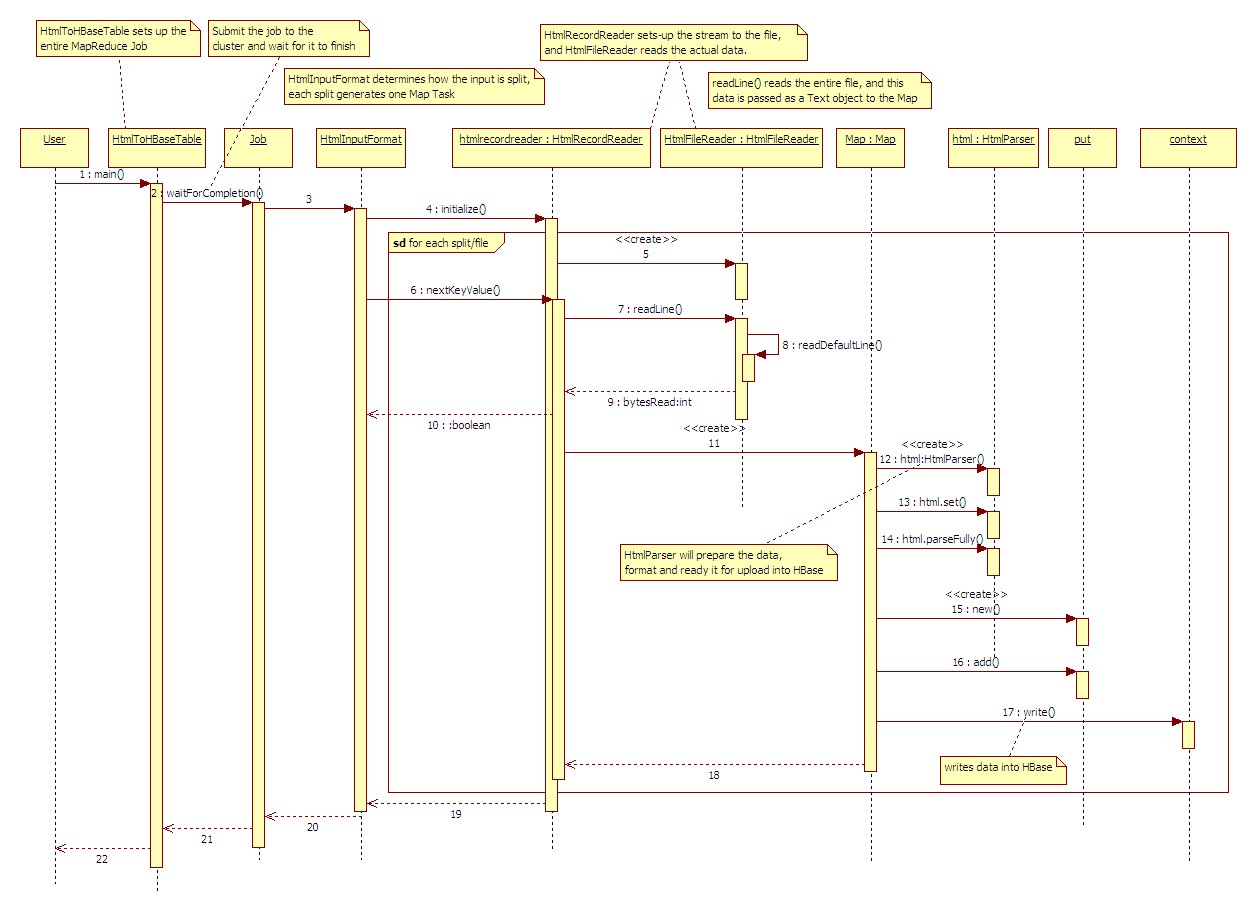 HtmlToHBaseTable sets up the
entire MapReduce Job
Submit the job to the
cluster and wait for it to finish
HtmlInputFormat determines how the input is split,
each split generates one Map Task
HtmlRecordReader sets-up the stream to the file,
and HtmlFileReader reads the actual data.
readLine() reads the entire file, and this
data is passed as a Text object to the Map
User
HtmlToHBaseTable
Job
HtmlInputFormat
htmlrecordreader : HtmlRecordReader
HtmlFileReader : HtmlFileReader
Map : Map
html : HtmlParser
put
context
1 : main()
2 : waitForCompletion()
3
4 : initialize()
sd for each split/file
<<create>>
5
6 : nextKeyValue()
7 : readLine()
8 : readDefaultLine()
9 : bytesRead:int
10 : :boolean
<<create>>
11
<<create>>
12 : html:HtmlParser()
13 : html.set()
14 : html.parseFully()
HtmlParser will prepare the data,
format and ready it for upload into HBase
<<create>>
15 : new()
16 : add()
17 : write()
writes data into HBase
18
19
20
21
22